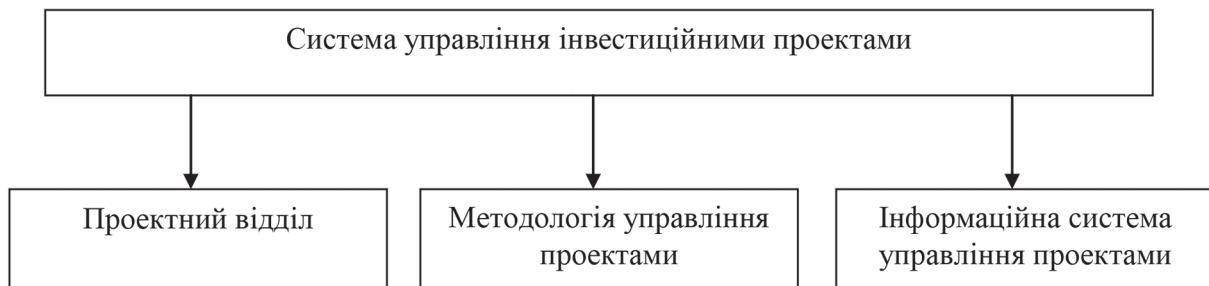 Система управління інвестиційними проектами
Проектний відділ
Методологія управління
проектами
Інформаційна система
управління проектами